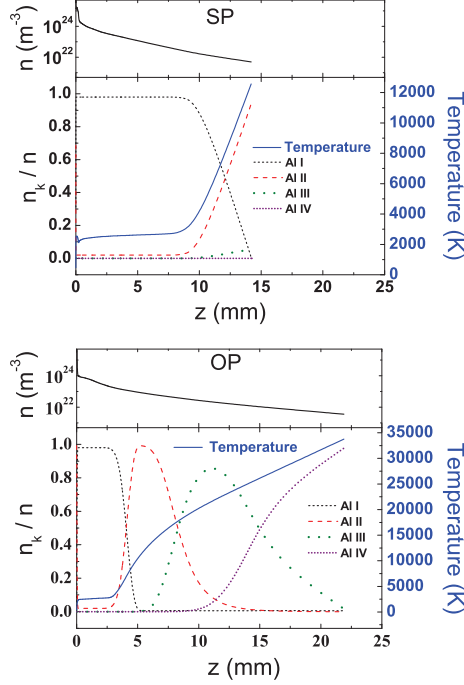 SP
n (m⁻³)
10²⁴
10²²
n_k / n
1.0
0.8
0.6
0.4
0.2
0.0
Temperature
Al I
Al II
Al III
Al IV
12000
10000
8000
6000
4000
2000
0
Temperature (K)
0 5 10 15 20 25
z (mm)
OP
n (m⁻³)
10²⁴
10²²
n_k / n
1.0
0.8
0.6
0.4
0.2
0.0
Temperature
Al I
Al II
Al III
Al IV
35000
30000
25000
20000
15000
10000
5000
0
Temperature (K)
0 5 10 15 20 25
z (mm)